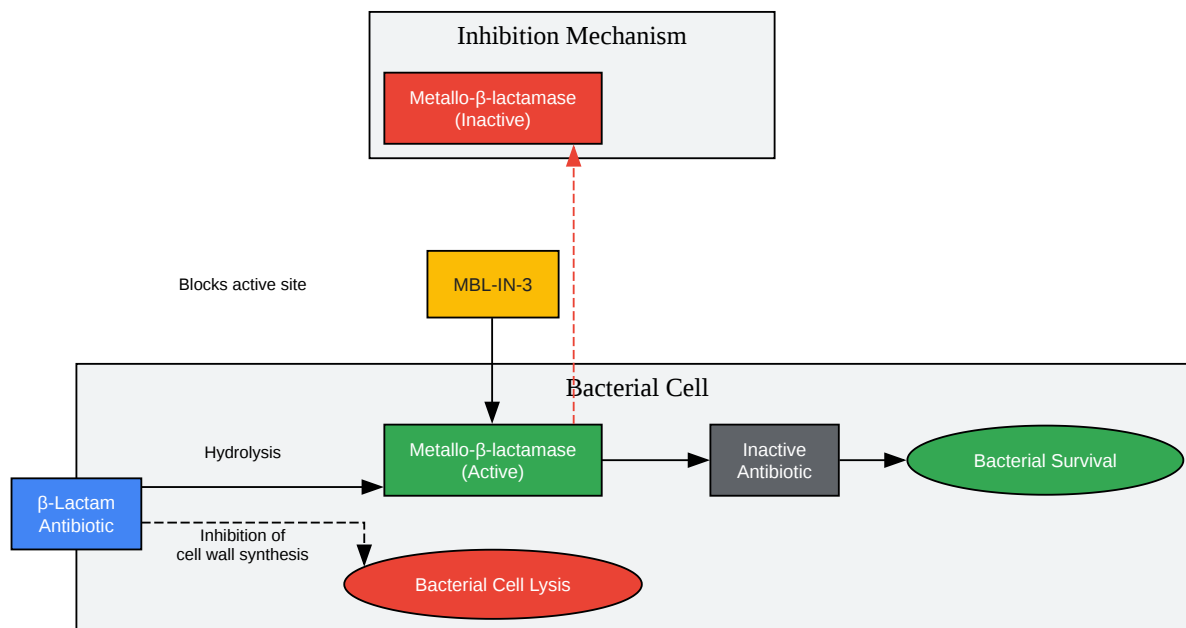 Inhibition Mechanism
Metallo-β-lactamase
(Inactive)
Blocks active site
MBL-IN-3
Bacterial Cell
Hydrolysis
Metallo-β-lactamase
(Active)
Inactive
Antibiotic
Bacterial Survival
β-Lactam
Antibiotic
Inhibition of
cell wall synthesis
Bacterial Cell Lysis